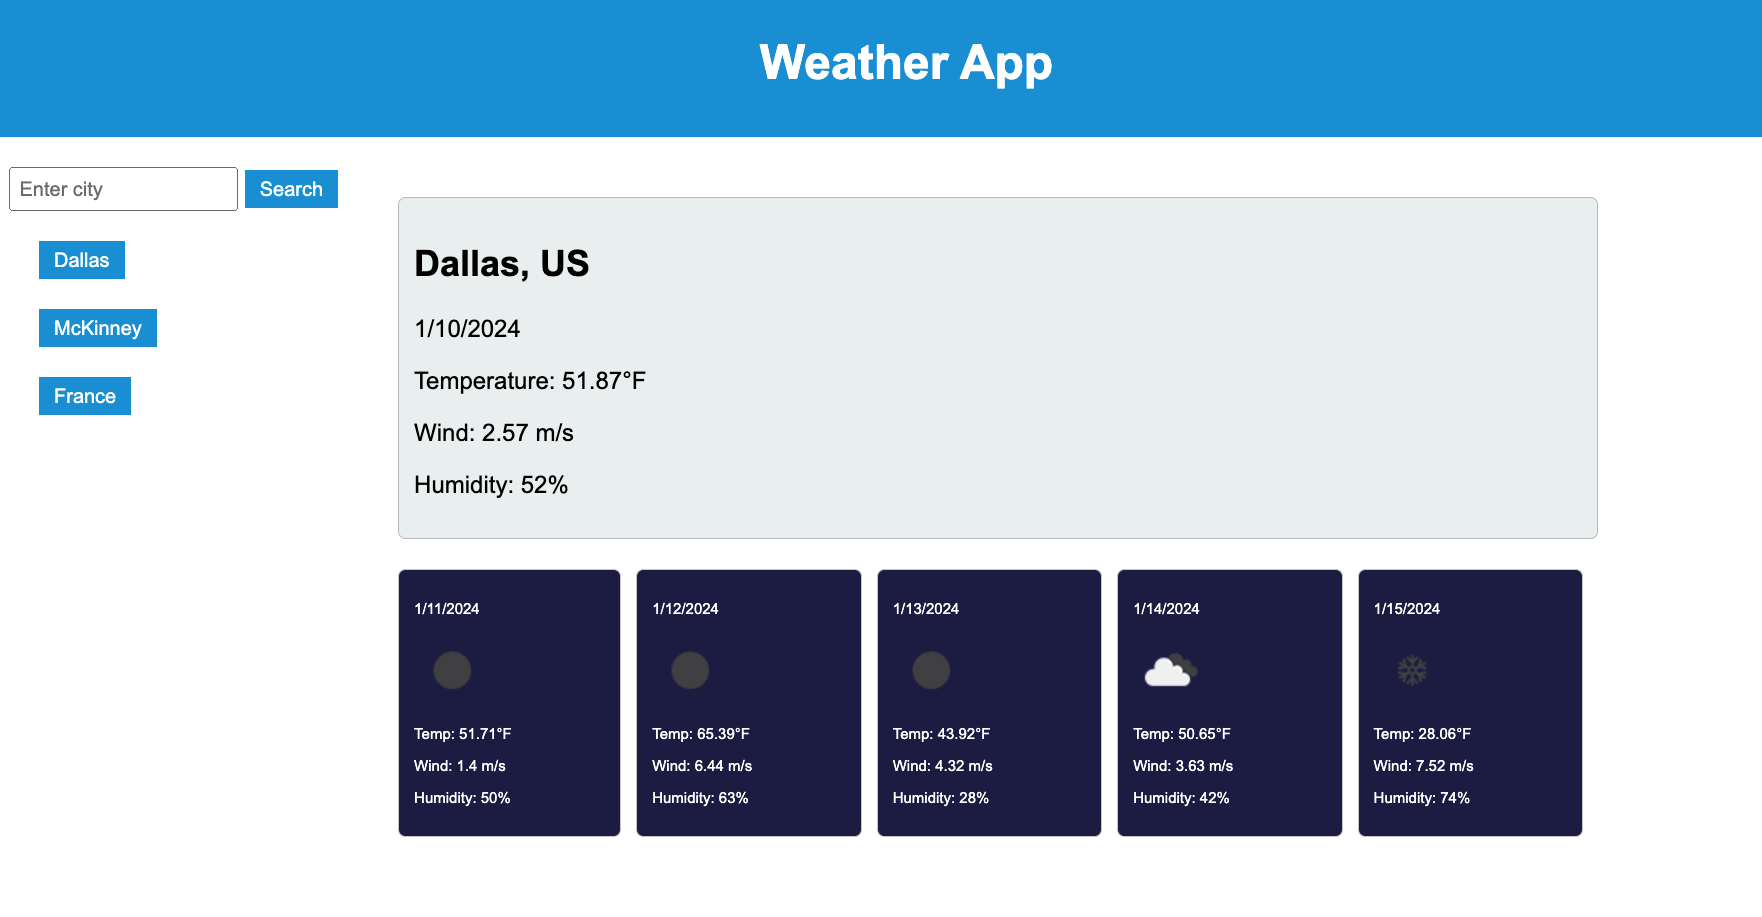 Weather App
Enter city
Search
Dallas
McKinney
France
Dallas, US
1/10/2024
Temperature: 51.87°F
Wind: 2.57 m/s
Humidity: 52%
1/11/2024
Temp: 51.71°F
Wind: 1.4 m/s
Humidity: 50%
1/12/2024
Temp: 65.39°F
Wind: 6.44 m/s
Humidity: 63%
1/13/2024
Temp: 43.92°F
Wind: 4.32 m/s
Humidity: 28%
1/14/2024
Temp: 50.65°F
Wind: 3.63 m/s
Humidity: 42%
1/15/2024
Temp: 28.06°F
Wind: 7.52 m/s
Humidity: 74%